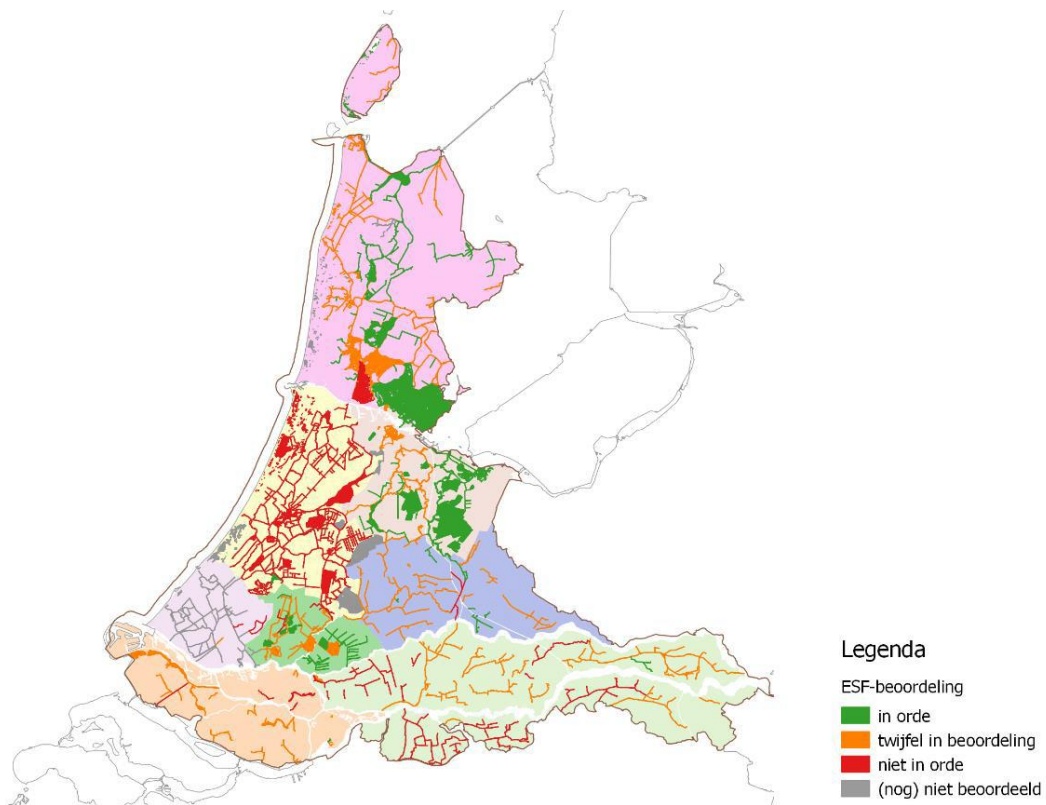 Legenda
ESF-beoordeling
in orde
twijfel in beoordeling
niet in orde
(nog) niet beoordeeld